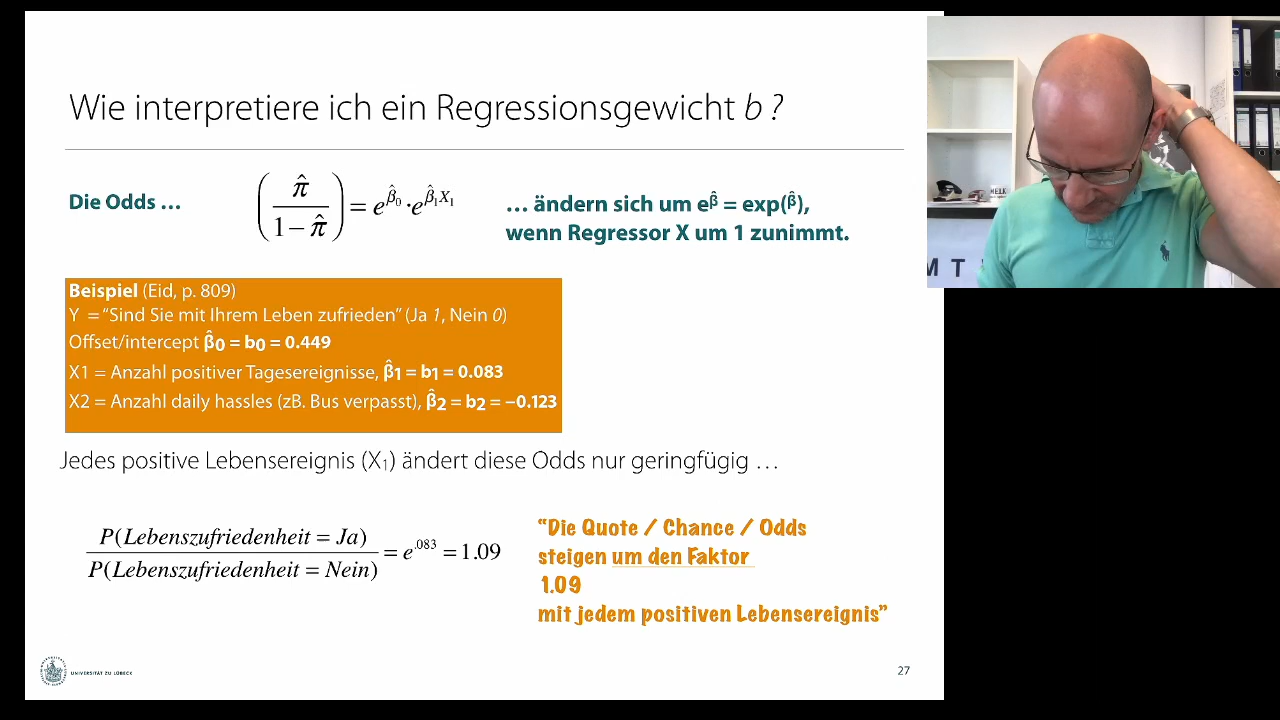 Wie interpretiere ich ein Regressionsgewicht b ?
Die Odds …
(π̂ / 1 − π̂) = e^β̂₀ · e^β̂₁X₁
… ändern sich um e^β̂ = exp(β̂),
wenn Regressor X um 1 zunimmt.
Beispiel (Eid, p. 809)
Y = “Sind Sie mit Ihrem Leben zufrieden” (Ja 1, Nein 0)
Offset/intercept β̂0 = b0 = 0.449
X1 = Anzahl positiver Tagesereignisse, β̂1 = b1 = 0.083
X2 = Anzahl daily hassles (zB. Bus verpasst), β̂2 = b2 = −0.123
Jedes positive Lebensereignis (X₁) ändert diese Odds nur geringfügig …
P(Lebenszufriedenheit = Ja)
P(Lebenszufriedenheit = Nein)
= e^.083 = 1.09
“Die Quote / Chance / Odds
steigen um den Faktor
1.09
mit jedem positiven Lebensereignis”
UNIVERSITÄT ZU LÜBECK
27
M T